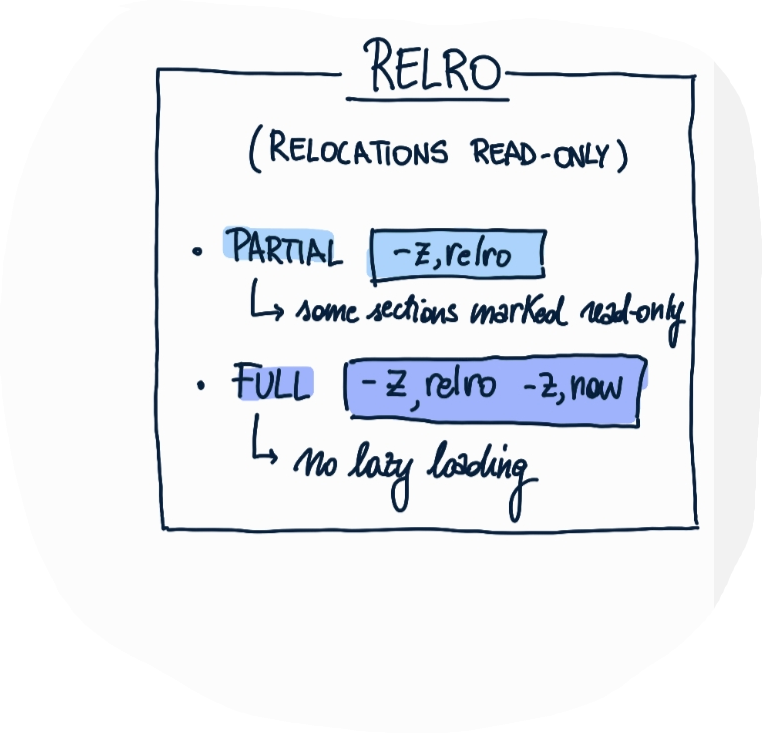 RELRO
(RELOCATIONS READ-ONLY)
• PARTIAL -z,relro
↳ some sections marked read-only
• FULL -z,relro -z,now
↳ no lazy loading